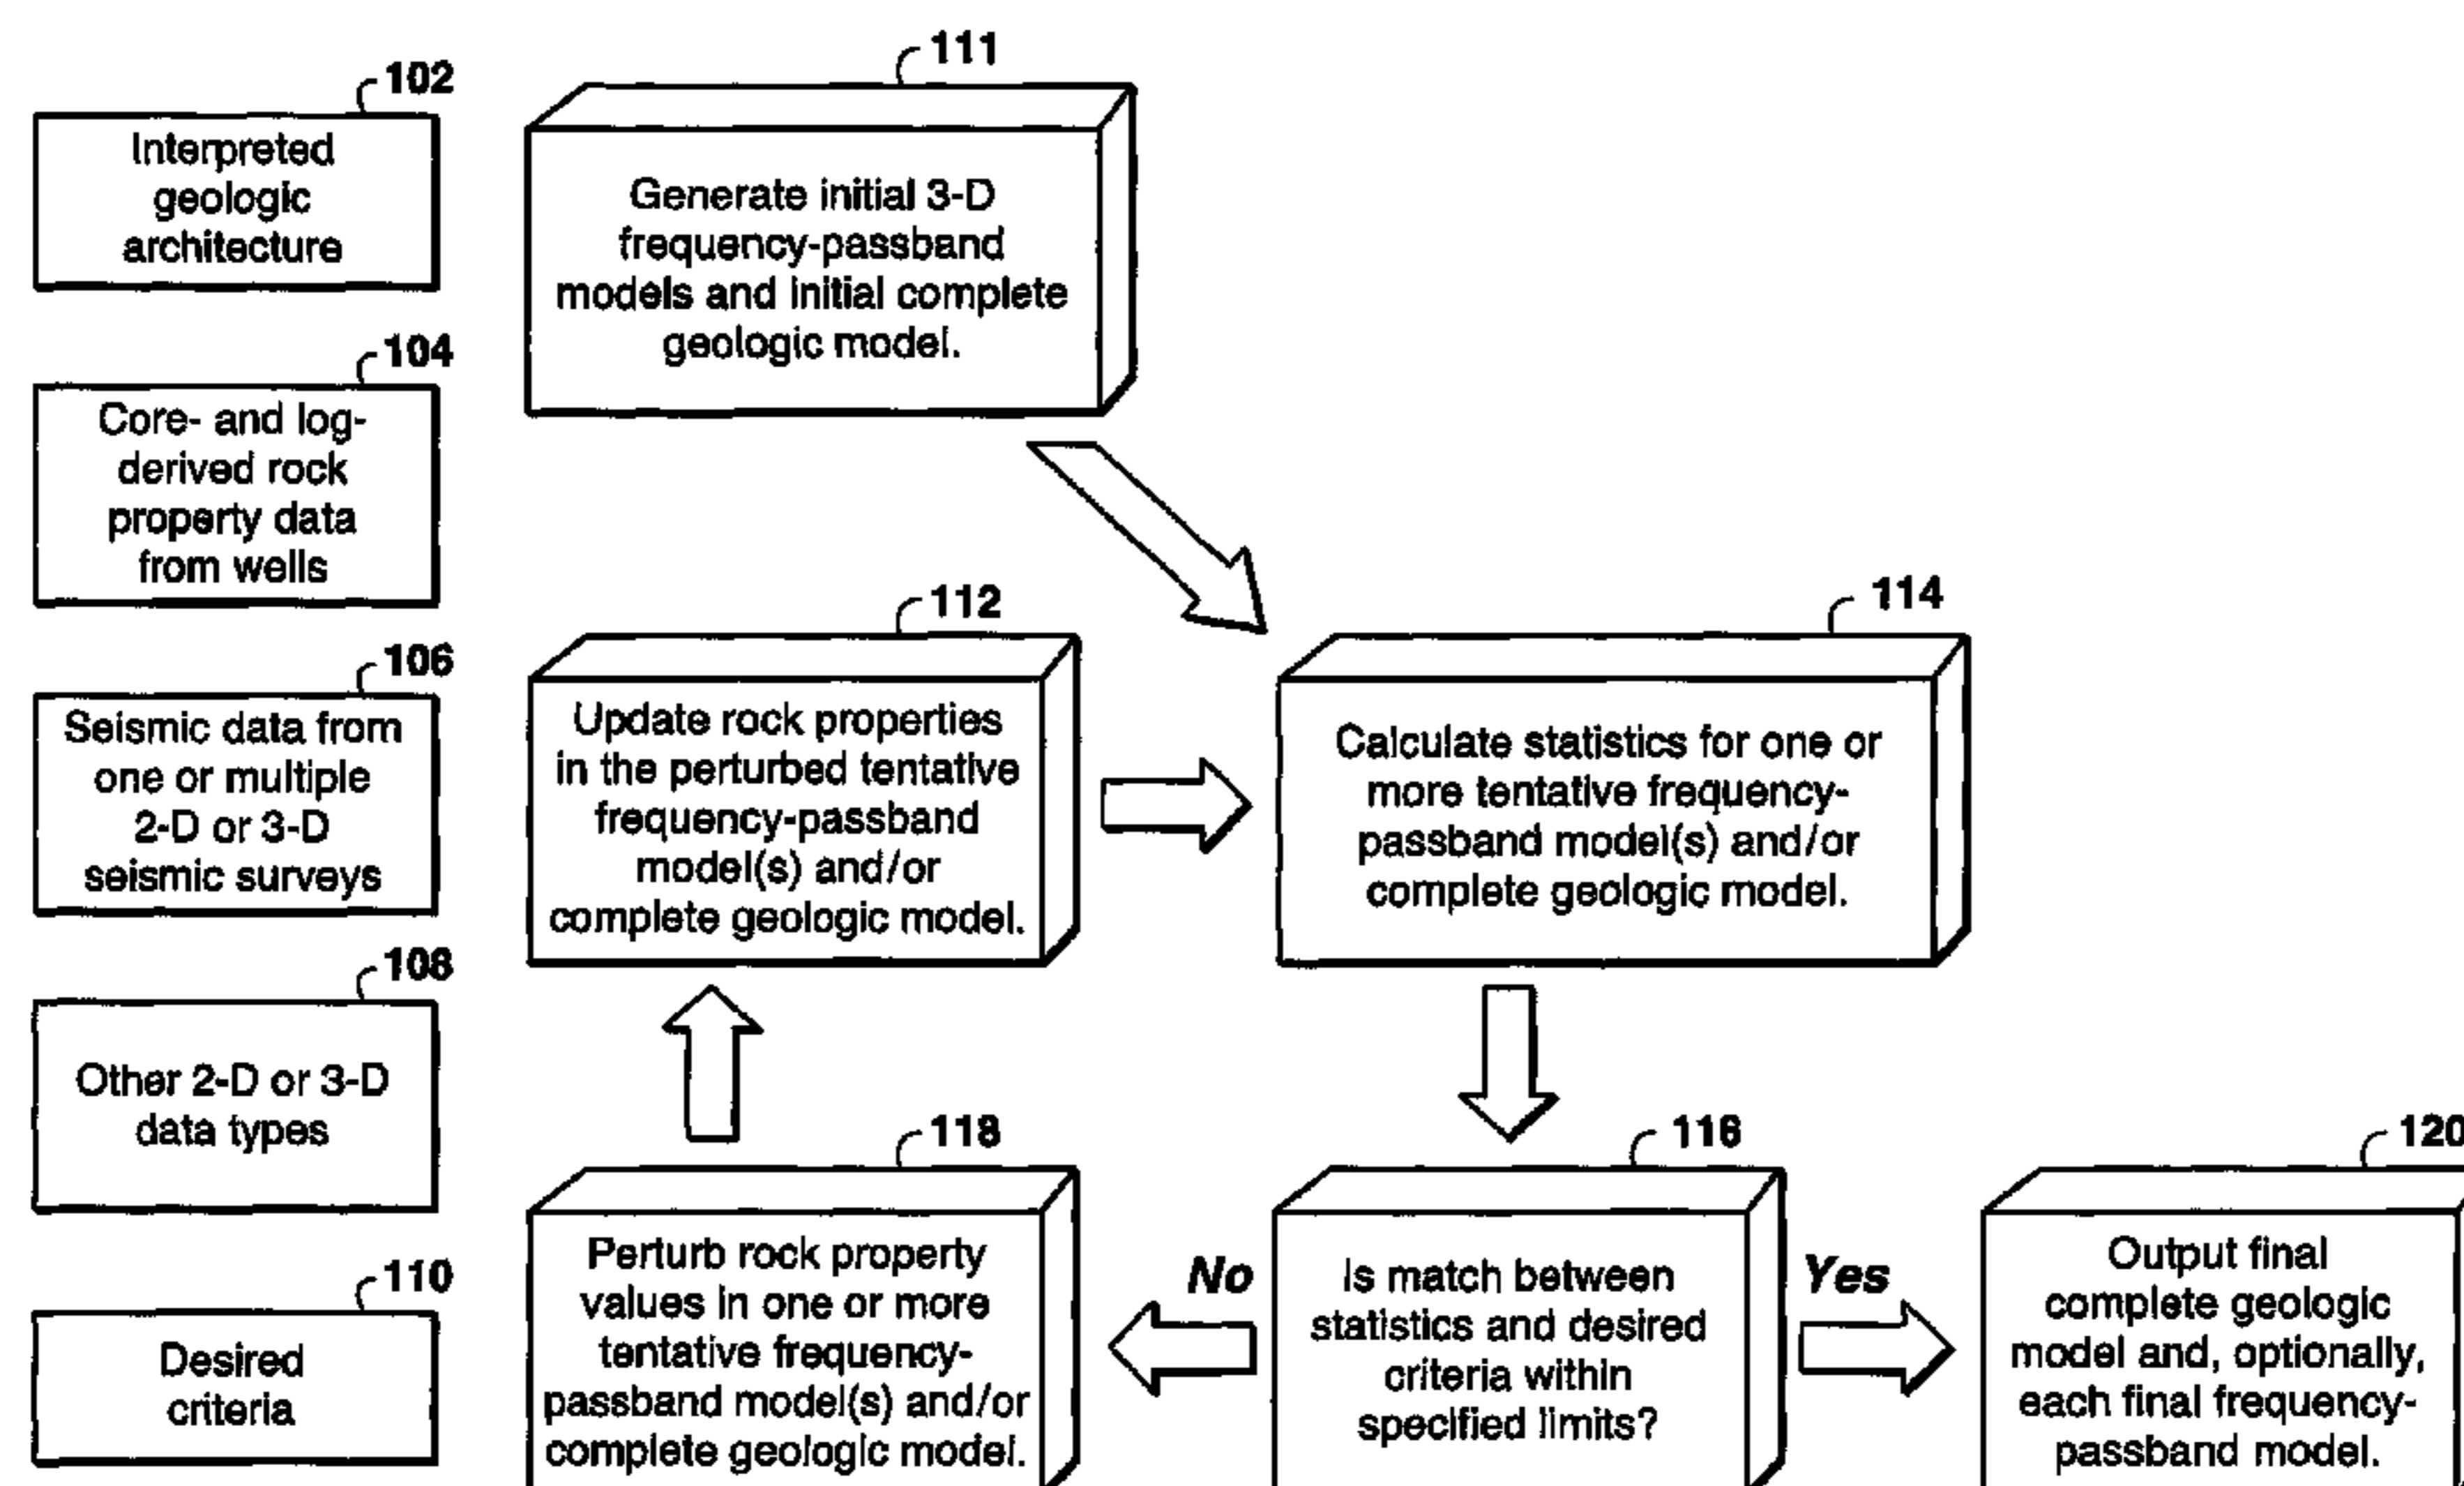 102
Interpreted
geologic
architecture
104
Core- and log-
derived rock
property data
from wells
106
Seismic data from
one or multiple
2-D or 3-D
seismic surveys
108
Other 2-D or 3-D
data types
110
Desired
criteria
111
Generate initial 3-D
frequency-passband
models and initial complete
geologic model.
112
Update rock properties
in the perturbed tentative
frequency-passband
model(s) and/or
complete geologic model.
114
Calculate statistics for one or
more tentative frequency-
passband model(s) and/or
complete geologic model.
118
Perturb rock property
values in one or more
tentative frequency-
passband model(s) and/or
complete geologic model.
No
116
Is match between
statistics and desired
criteria within
specified limits?
Yes
120
Output final
complete geologic
model and, optionally,
each final frequency-
passband model.